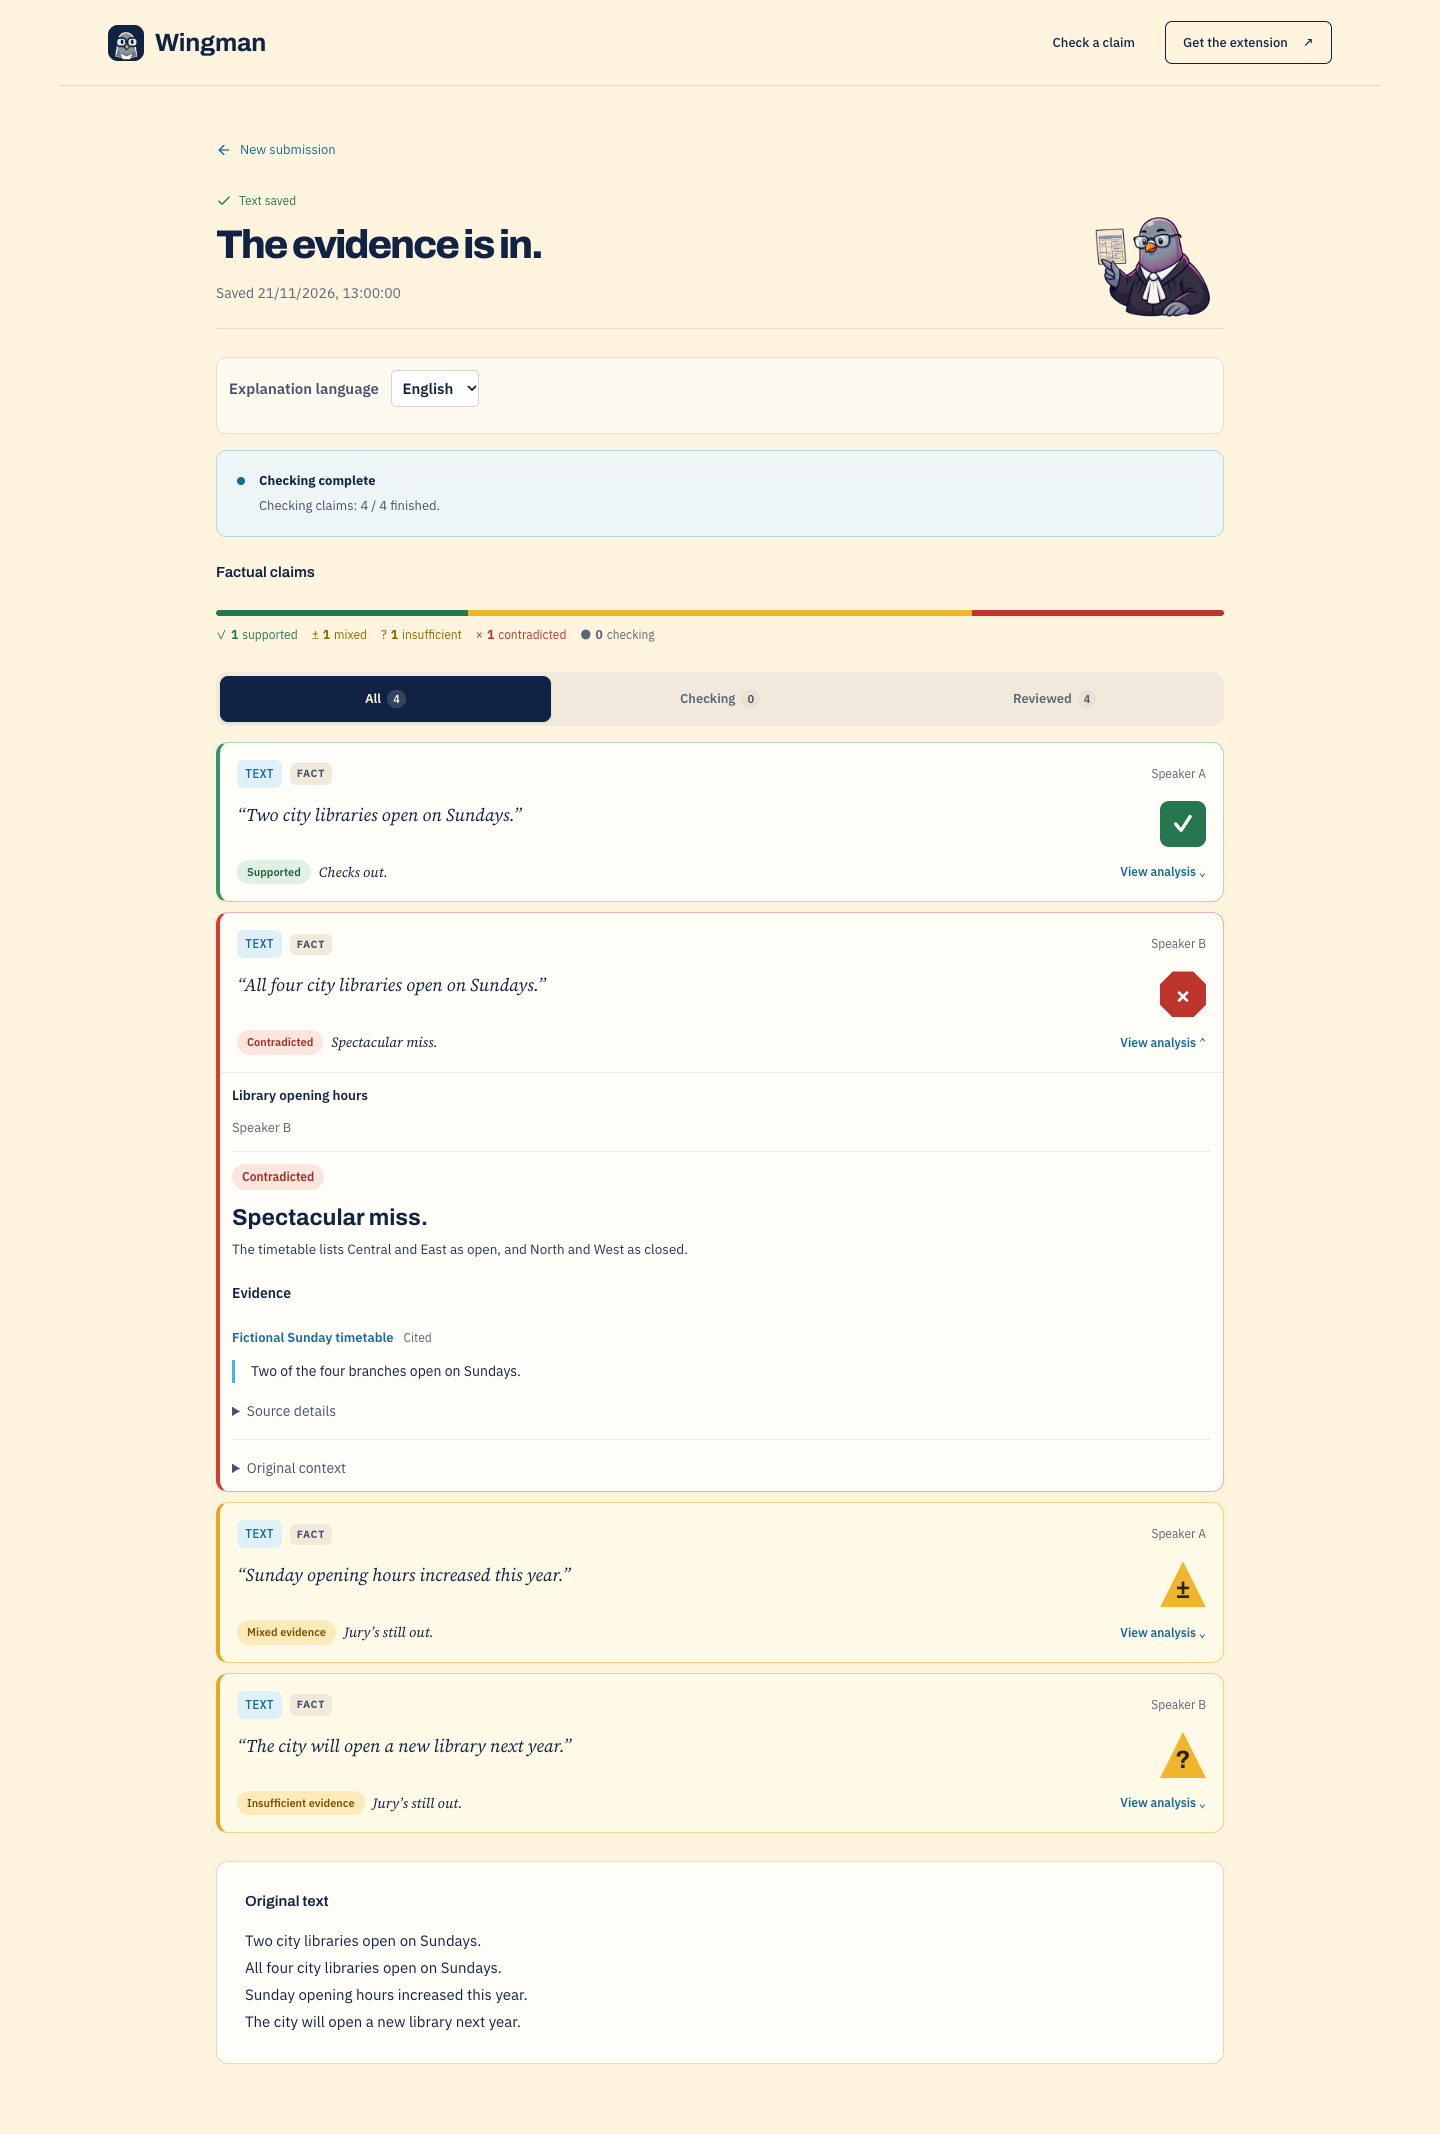 Wingman
Check a claim
Get the extension ↗
← New submission
✓ Text saved
The evidence is in.
Saved 21/11/2026, 13:00:00
Explanation language English
Checking complete
Checking claims: 4 / 4 finished.
Factual claims
✓ 1 supported ± 1 mixed ? 1 insufficient × 1 contradicted ● 0 checking
All 4
Checking 0
Reviewed 4
TEXT FACT Speaker A
“Two city libraries open on Sundays.”
Supported Checks out. View analysis
TEXT FACT Speaker B
“All four city libraries open on Sundays.”
×
Contradicted Spectacular miss. View analysis ^
Library opening hours
Speaker B
Contradicted
Spectacular miss.
The timetable lists Central and East as open, and North and West as closed.
Evidence
Fictional Sunday timetable Cited
Two of the four branches open on Sundays.
▶ Source details
▶ Original context
TEXT FACT Speaker A
“Sunday opening hours increased this year.”
±
Mixed evidence Jury’s still out. View analysis
TEXT FACT Speaker B
“The city will open a new library next year.”
?
Insufficient evidence Jury’s still out. View analysis
Original text
Two city libraries open on Sundays.
All four city libraries open on Sundays.
Sunday opening hours increased this year.
The city will open a new library next year.